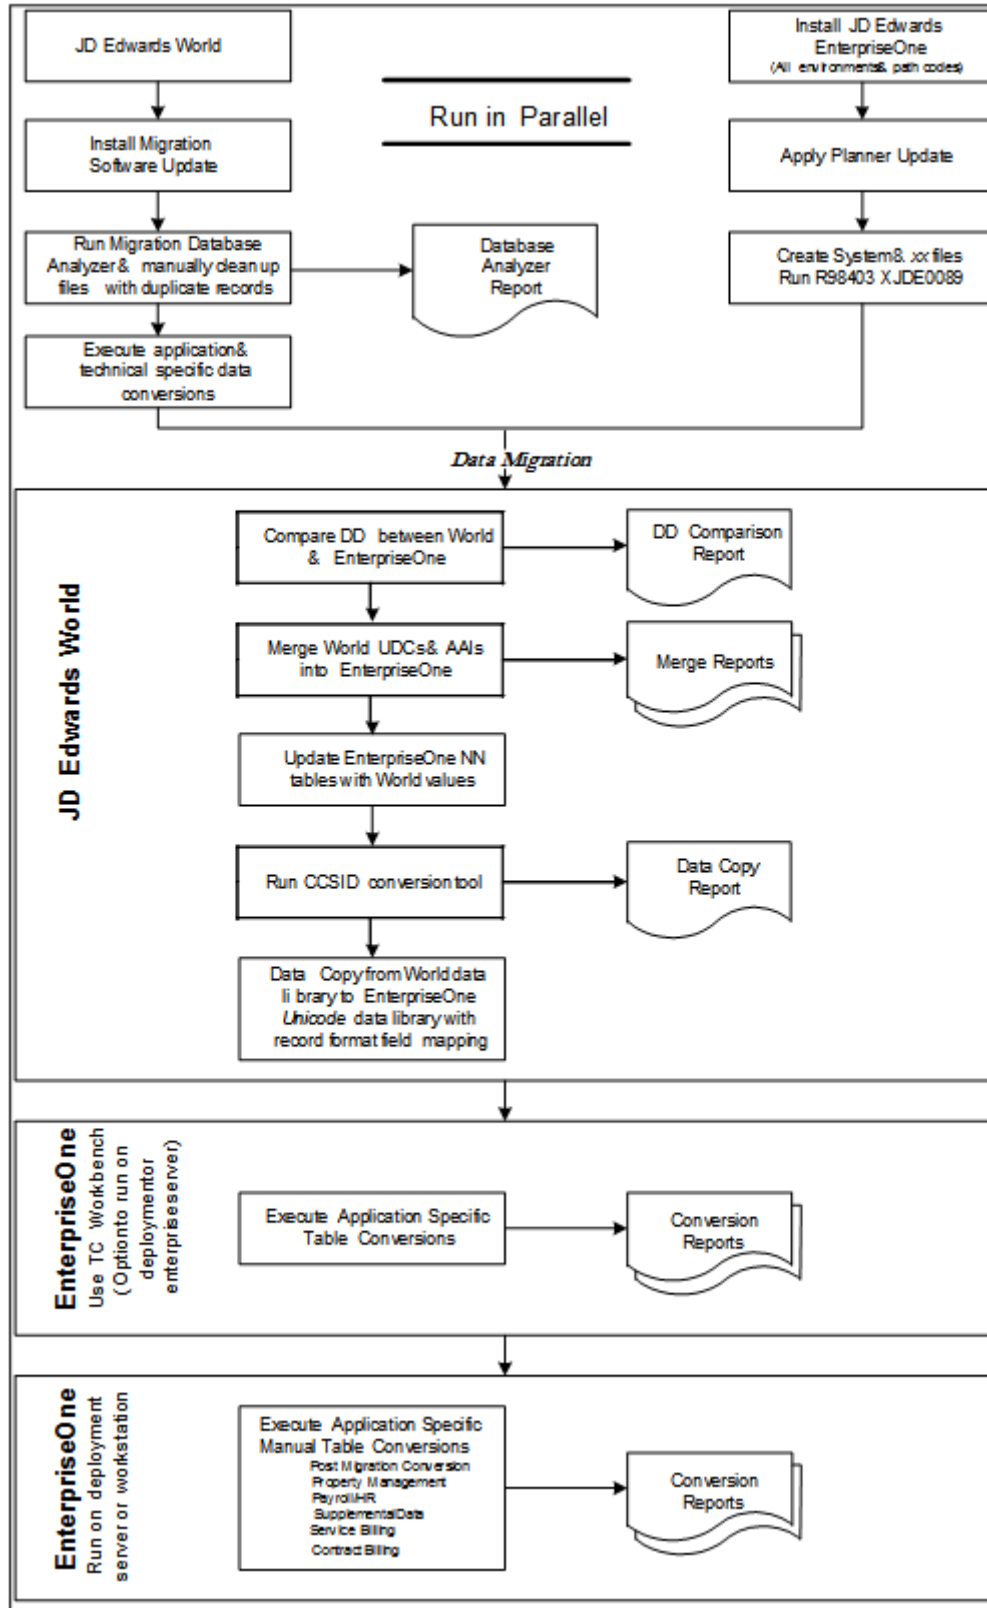 JD Edwards World
Install JD Edwards
EnterpriseOne
(All environments& path codes)
Run in Parallel
Install Migration
Software Update
Apply Planner Update
Run Migration Database
Analyzer & manually clean up
files with duplicate records
Database
Analyzer
Report
Create System& xx files
Run R98403 XJDE0089
Execute application&
technical specific data
conversions
Data Migration
JD Edwards World
Compare DD between World
& EnterpriseOne
DD Comparison
Report
Merge World UDCs & AAIs
into EnterpriseOne
Merge Reports
Update EnterpriseOne NN
tables with World values
Run CCSID conversion tool
Data Copy
Report
Data Copy from World data
li brary to EnterpriseOne
Unicode data library with
record format field mapping
EnterpriseOne
Use TC Workbench
(Option to run on
deployment or
enterprise server)
Execute Application Specific
Table Conversions
Conversion
Reports
EnterpriseOne
Run on deployment
server or workstation
Execute Application Specific
Manual Table Conversions
Post Migration Conversion
Property Management
Payroll/HR
Supplemental Data
Service Billing
Contract Billing
Conversion
Reports